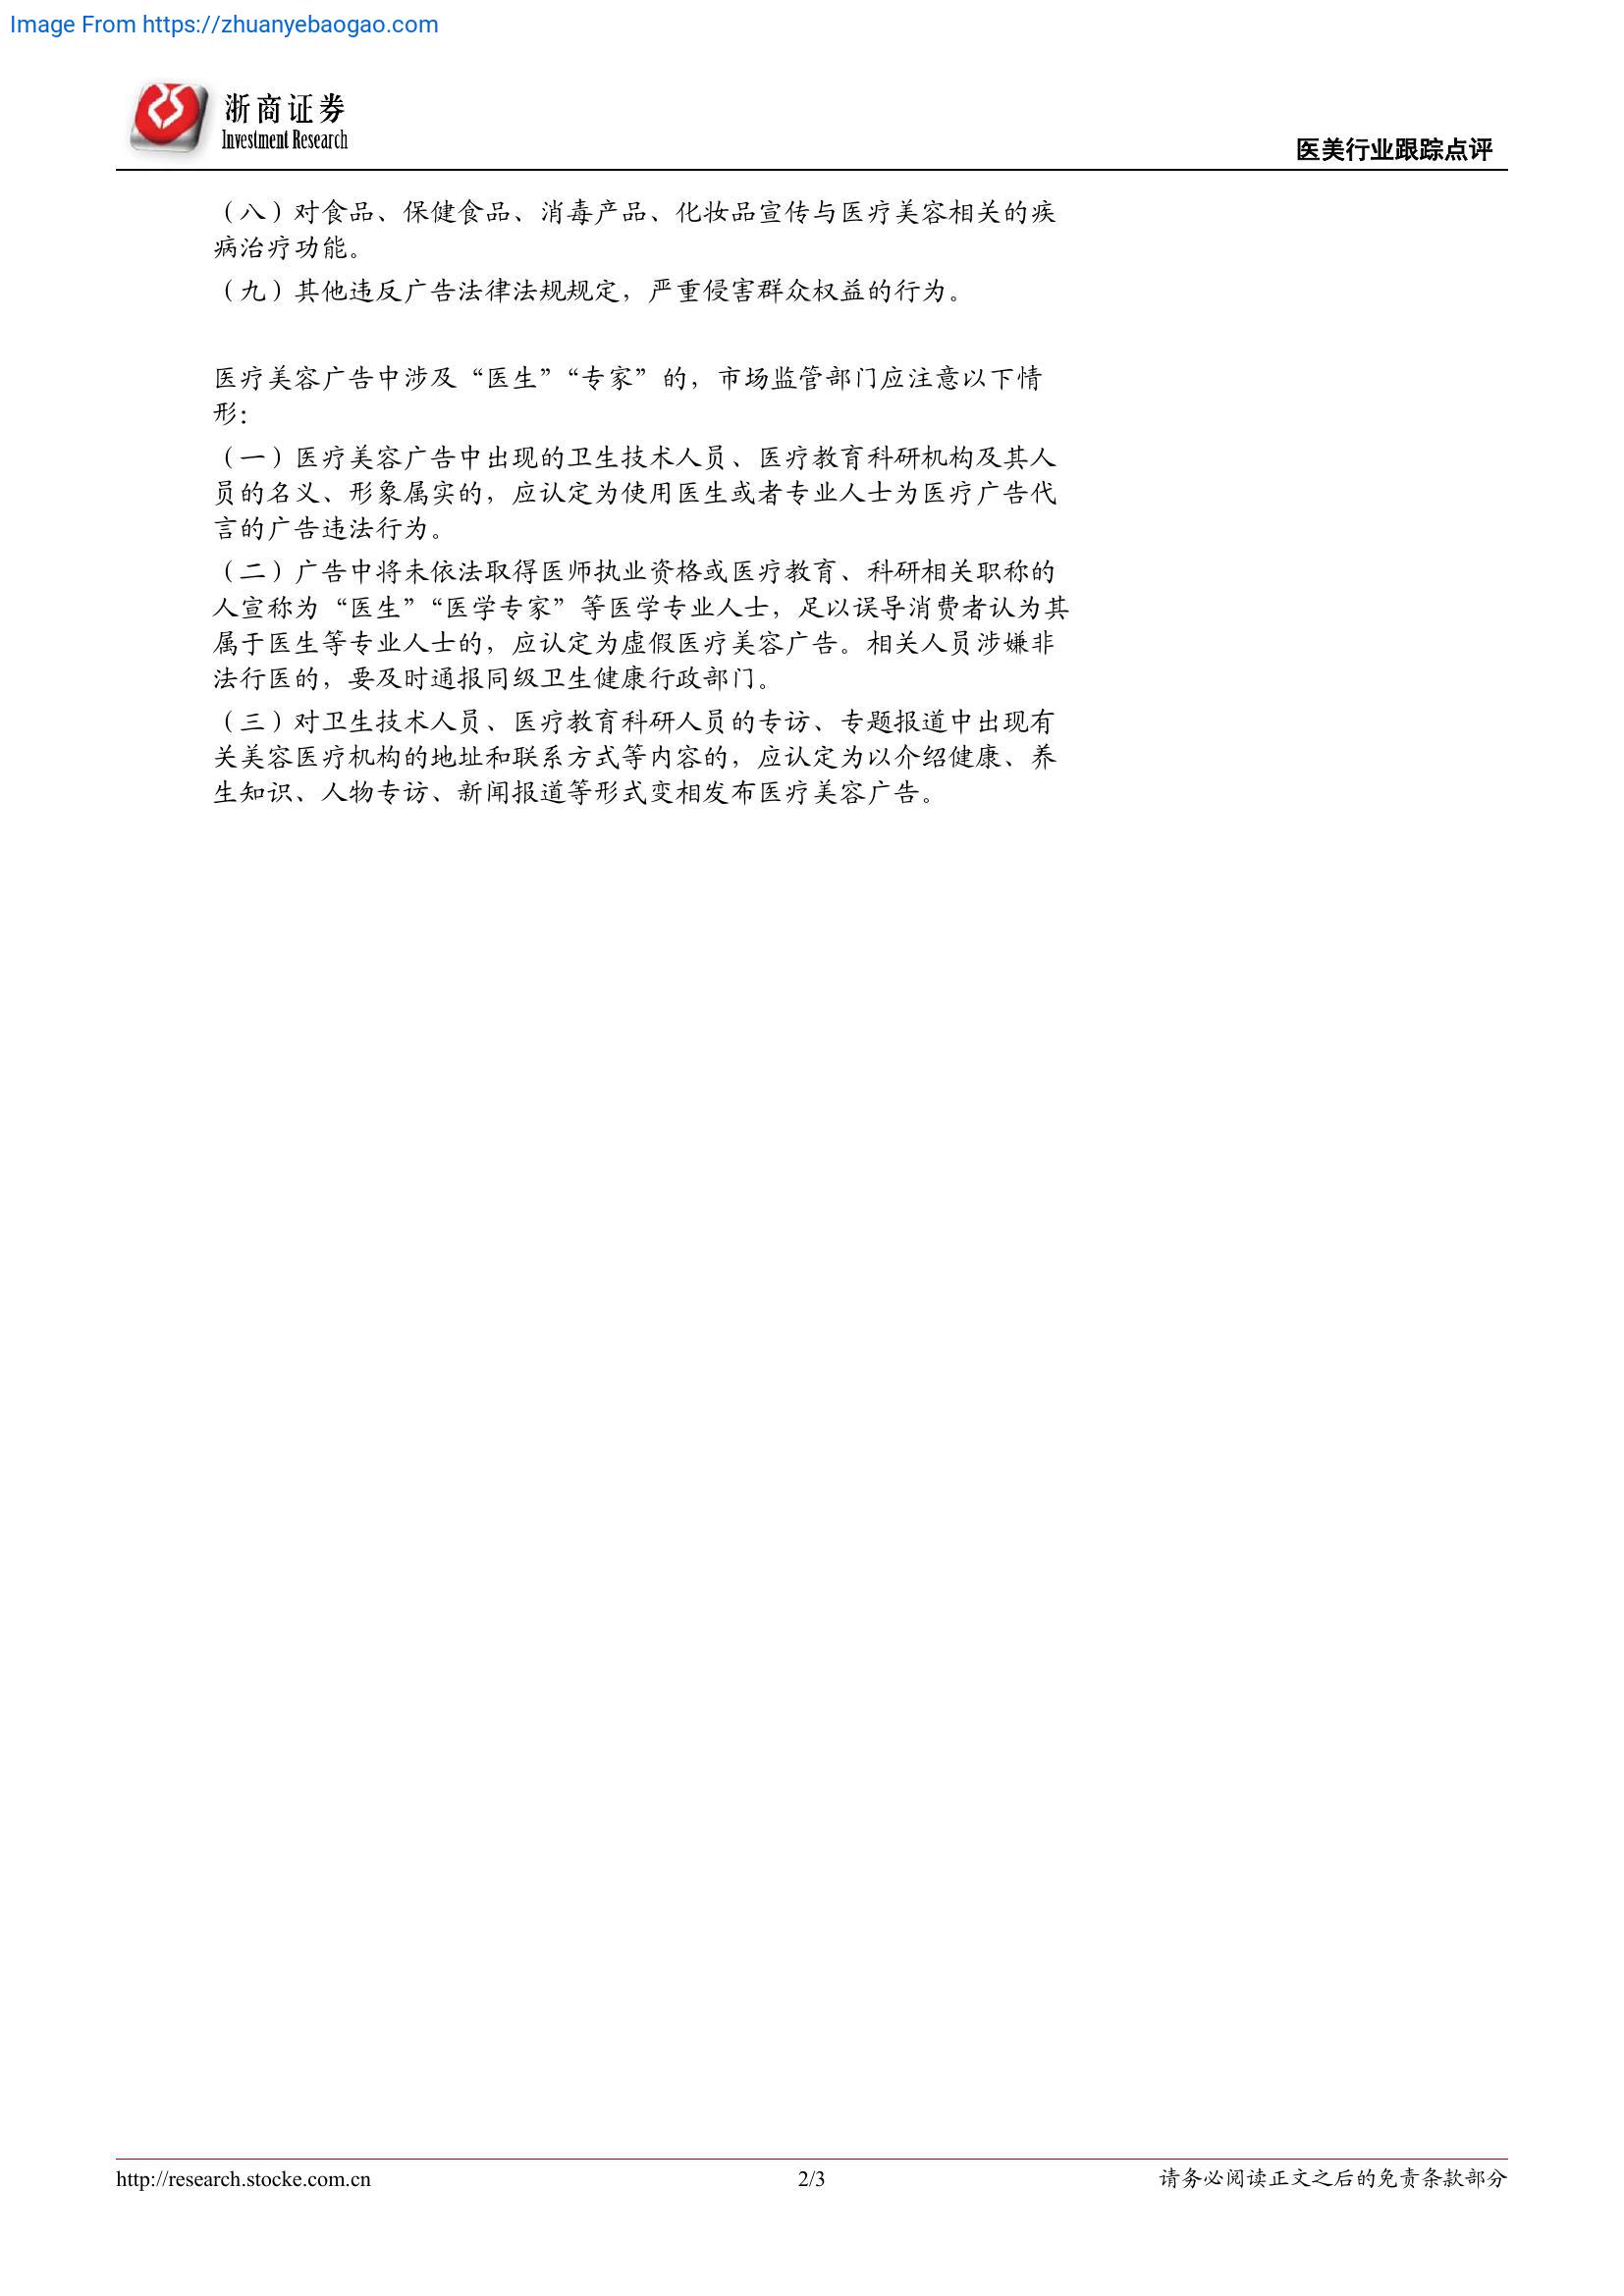 Image From https://zhuanyebaogao.com
浙商证券
Investment Research
医美行业跟踪点评
（八）对食品、保健食品、消毒产品、化妆品宣传与医疗美容相关的疾
病治疗功能。
（九）其他违反广告法律法规规定，严重侵害群众权益的行为。
医疗美容广告中涉及“医生”“专家”的，市场监管部门应注意以下情
形：
（一）医疗美容广告中出现的卫生技术人员、医疗教育科研机构及其人
员的名义、形象属实的，应认定为使用医生或者专业人士为医疗广告代
言的广告违法行为。
（二）广告中将未依法取得医师执业资格或医疗教育、科研相关职称的
人宣称为“医生”“医学专家”等医学专业人士，足以误导消费者认为其
属于医生等专业人士的，应认定为虚假医疗美容广告。相关人员涉嫌非
法行医的，要及时通报同级卫生健康行政部门。
（三）对卫生技术人员、医疗教育科研人员的专访、专题报道中出现有
关美容医疗机构的地址和联系方式等内容的，应认定为以介绍健康、养
生知识、人物专访、新闻报道等形式变相发布医疗美容广告。
http://research.stocke.com.cn
2/3
请务必阅读正文之后的免责条款部分